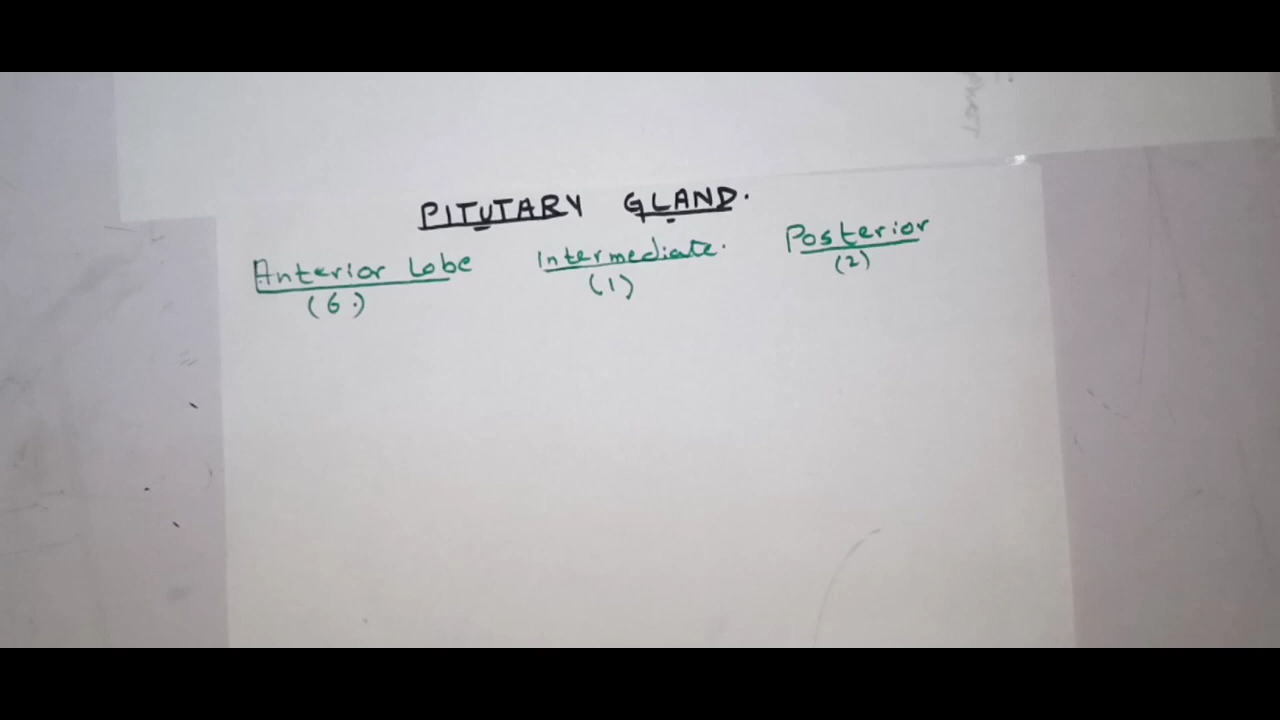 PITUTARY GLAND.
Anterior Lobe Intermediate. Posterior
(6.) (1) (2)